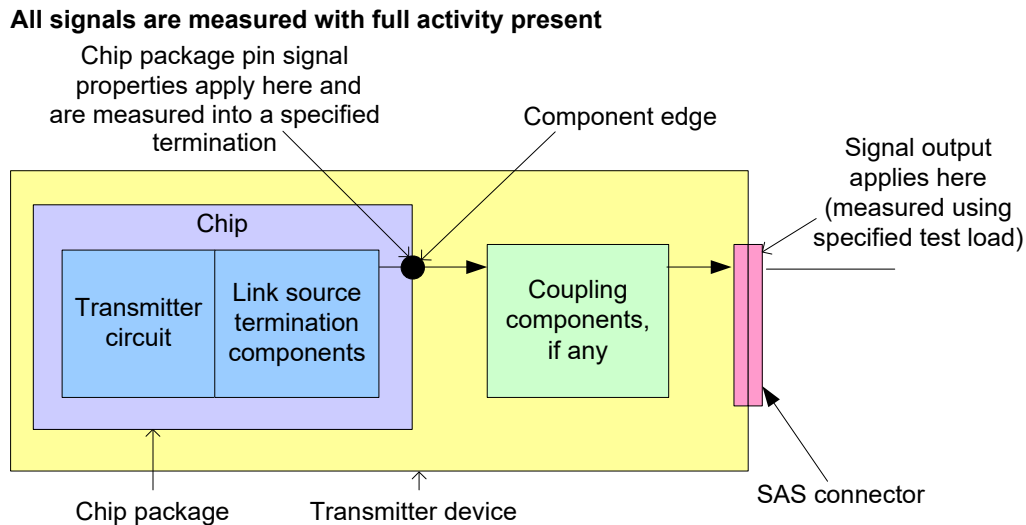 All signals are measured with full activity present
Chip package pin signal
properties apply here and
are measured into a specified
termination
Component edge
Signal output
applies here
(measured using
specified test load)
Chip
Transmitter
circuit
Link source
termination
components
Coupling
components,
if any
Chip package
Transmitter device
SAS connector